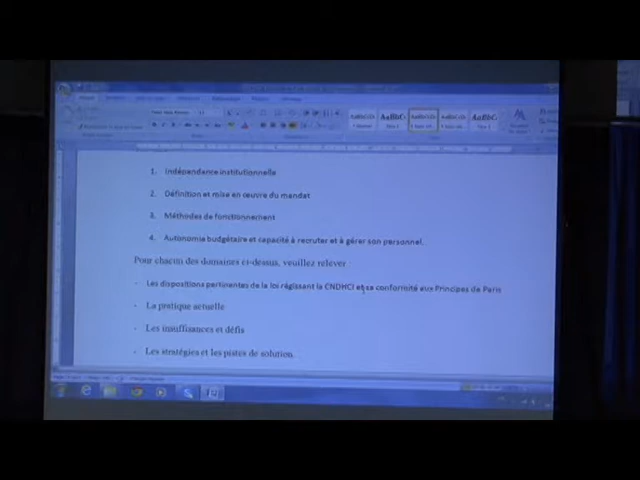 1. Indépendance institutionnelle
2. Définition et mise en œuvre du mandat
3. Méthodes de fonctionnement
4. Autonomie budgétaire et capacité à recruter et à gérer son personnel.
Pour chacun des domaines ci-dessus, veuillez relever
- Les dispositions pertinentes de la loi régissant la CNDHCI et sa conformité aux Principes de Paris
- La pratique actuelle
- Les insuffisances et défis
- Les stratégies et les pistes de solution.